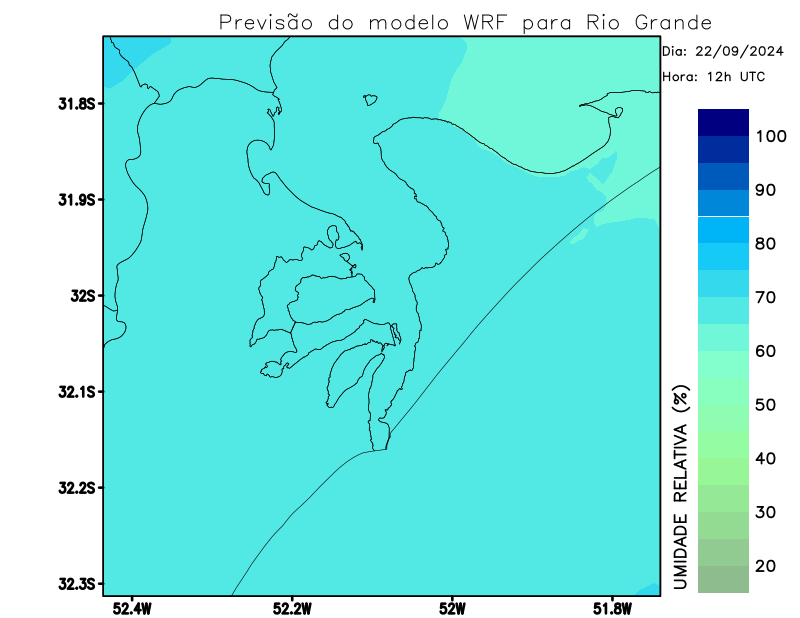 Previsão do modelo WRF para Rio Grande
Dia: 22/09/2024
Hora: 12h UTC
31.8S
31.9S
32S
32.1S
32.2S
32.3S
52.4W
52.2W
52W
51.8W
100
90
80
70
60
50
40
30
20
UMIDADE RELATIVA (%)